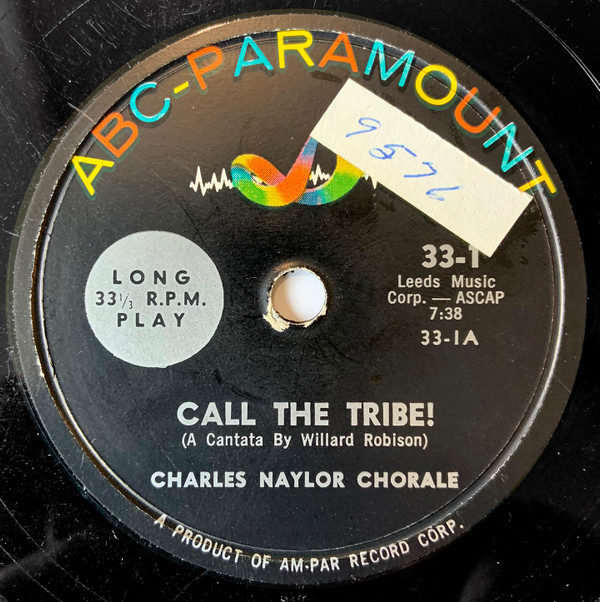 ABC-PARAMOUNT
9576
LONG
33⅓ R.P.M.
PLAY
33-1
Leeds Music
Corp. — ASCAP
7:38
33-1A
CALL THE TRIBE!
(A Cantata By Willard Robison)
CHARLES NAYLOR CHORALE
A PRODUCT OF AM-PAR RECORD CORP.